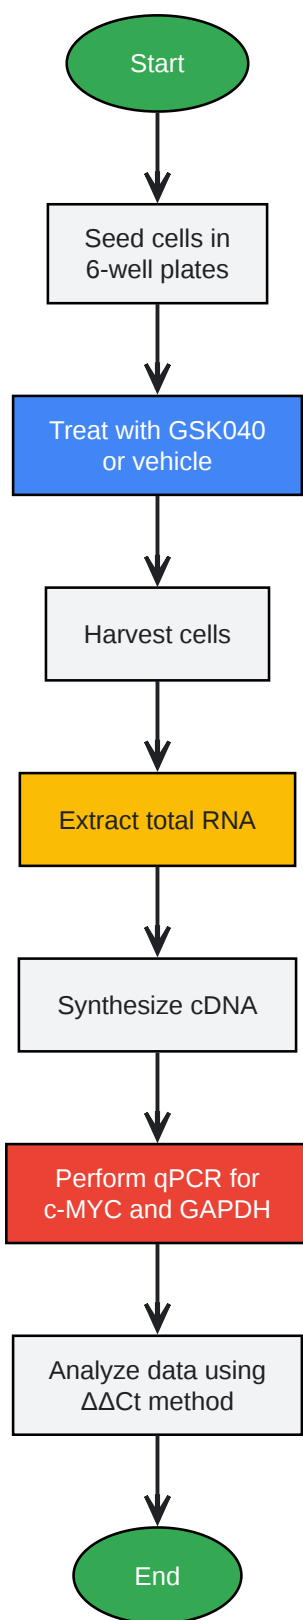 Start
Seed cells in
6-well plates
Treat with GSK040
or vehicle
Harvest cells
Extract total RNA
Synthesize cDNA
Perform qPCR for
c-MYC and GAPDH
Analyze data using
ΔΔCt method
End